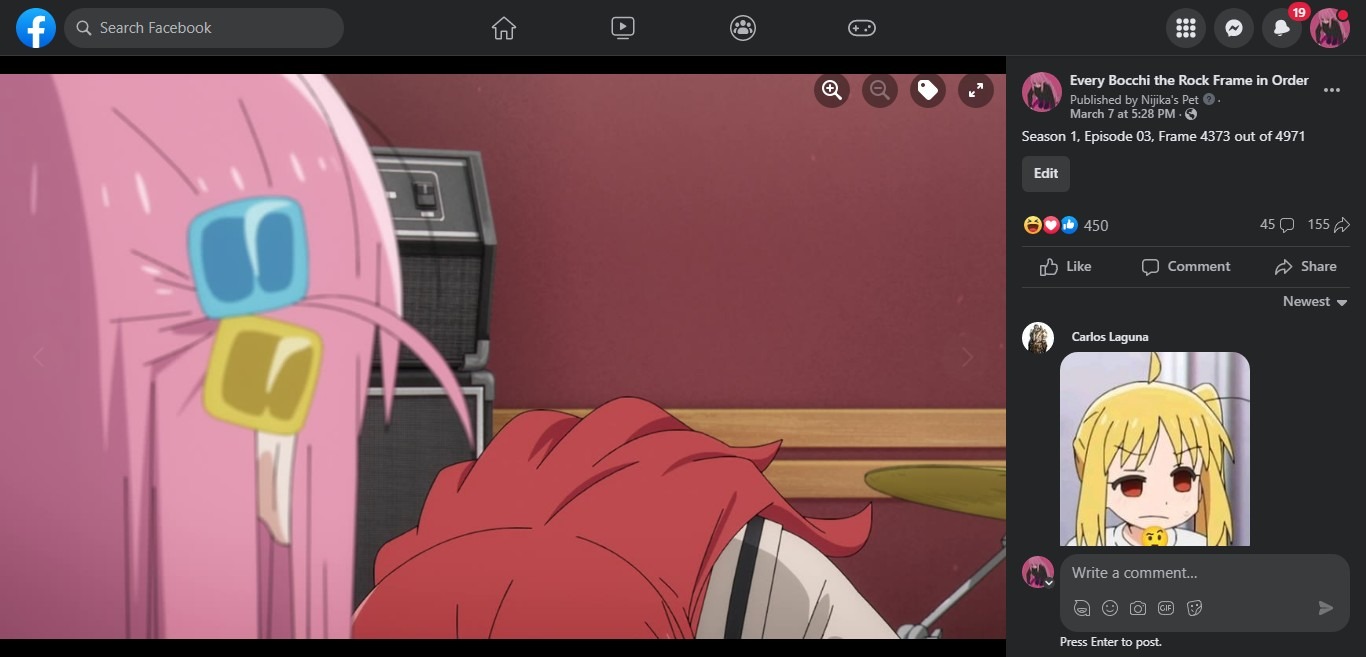 Search Facebook
19
Every Bocchi the Rock Frame in Order
Published by Nijika's Pet ·
March 7 at 5:28 PM ·
Season 1, Episode 03, Frame 4373 out of 4971
Edit
450
45
155
Like
Comment
Share
Newest
Carlos Laguna
Write a comment...
GIF
Press Enter to post.